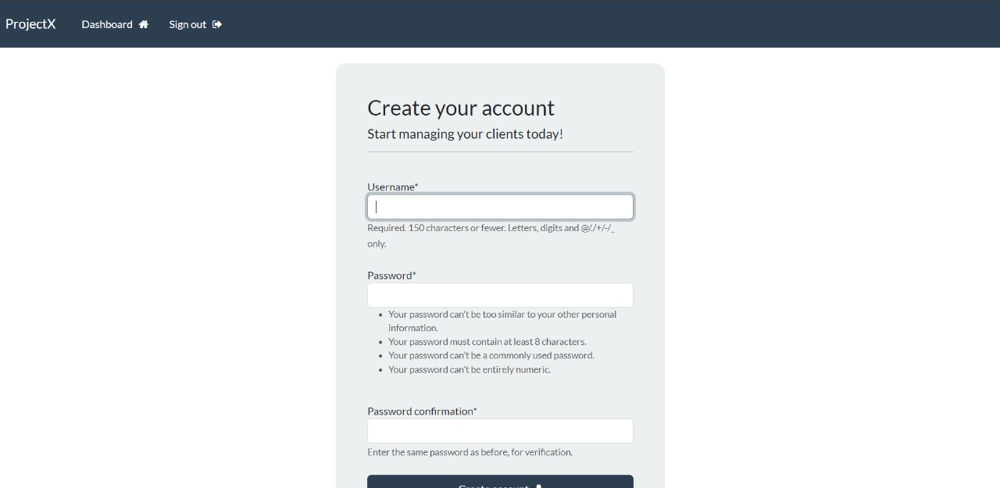 ProjectX Dashboard Sign out
Create your account
Start managing your clients today!
Username*
Required. 150 characters or fewer. Letters, digits and @/./+/-/_
only.
Password*
Your password can't be too similar to your other personal
information.
Your password must contain at least 8 characters.
Your password can't be a commonly used password.
Your password can't be entirely numeric.
Password confirmation*
Enter the same password as before, for verification.
Create account